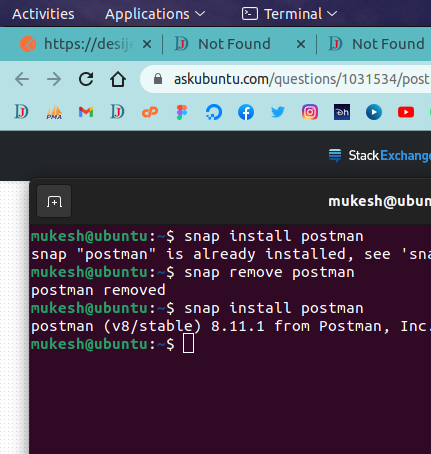 Activities Applications Terminal
https://desij Not Found Not Found
askubuntu.com/questions/1031534/post
PMA
StackExchange
mukesh@ubun
mukesh@ubuntu:~$ snap install postman
snap "postman" is already installed, see 'sna
mukesh@ubuntu:~$ snap remove postman
postman removed
mukesh@ubuntu:~$ snap install postman
postman (v8/stable) 8.11.1 from Postman, Inc.
mukesh@ubuntu:~$